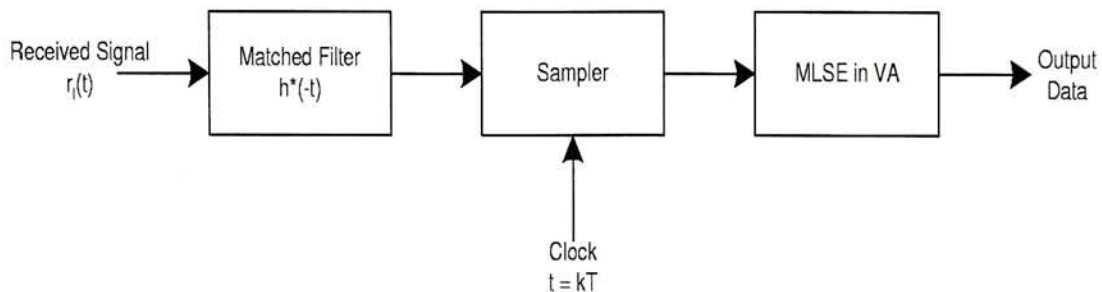 Received Signal
r_l(t)
Matched Filter
h*(-t)
Sampler
MLSE in VA
Output
Data
Clock
t = kT